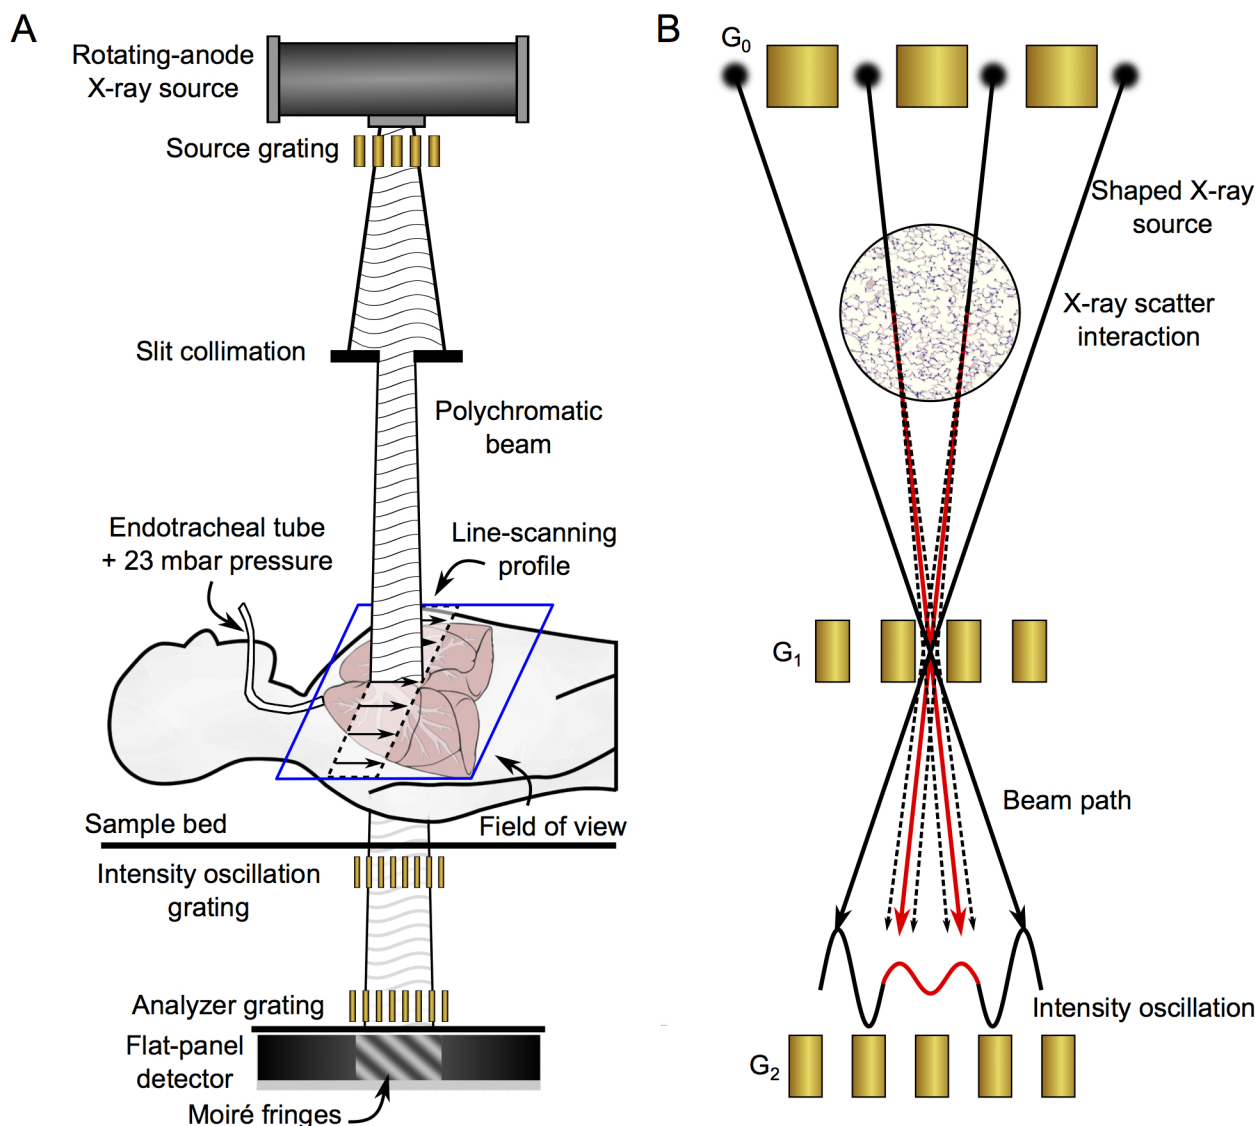 A
Rotating-anode
X-ray source
Source grating
Slit collimation
Polychromatic
beam
Endotracheal tube
+ 23 mbar pressure
Line-scanning
profile
Sample bed
Field of view
Intensity oscillation
grating
Analyzer grating
Flat-panel
detector
Moiré fringes
B
G0
Shaped X-ray
source
X-ray scatter
interaction
G1
Beam path
Intensity oscillation
G2